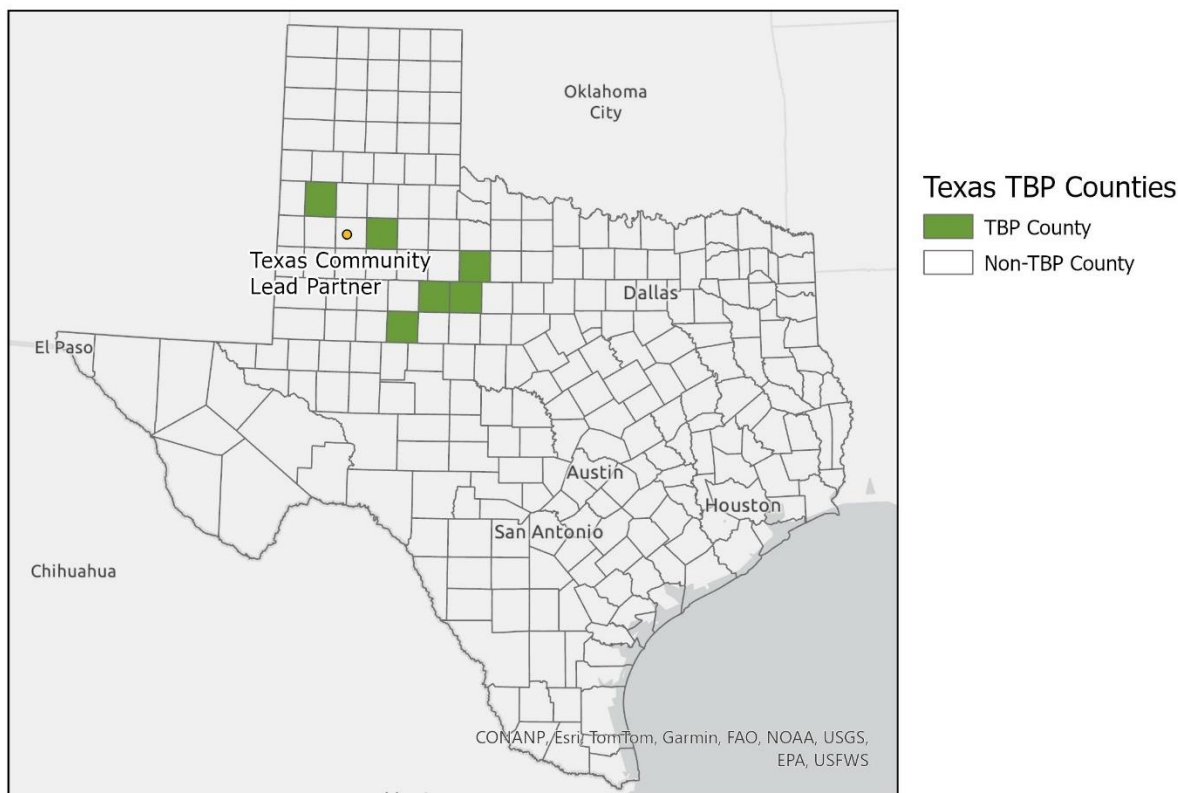 Oklahoma
City
Texas TBP Counties
TBP County
Non-TBP County
Texas Community
Lead Partner
Dallas
El Paso
Austin
Houston
San Antonio
Chihuahua
CONANP, Esri, TomTom, Garmin, FAO, NOAA, USGS,
EPA, USFWS